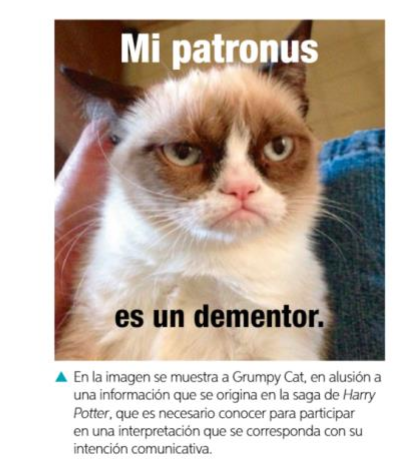 Mi patronus
es un dementor.
▲ En la imagen se muestra a Grumpy Cat, en alusión a
una información que se origina en la saga de Harry
Potter, que es necesario conocer para participar
en una interpretación que se corresponda con su
intención comunicativa.